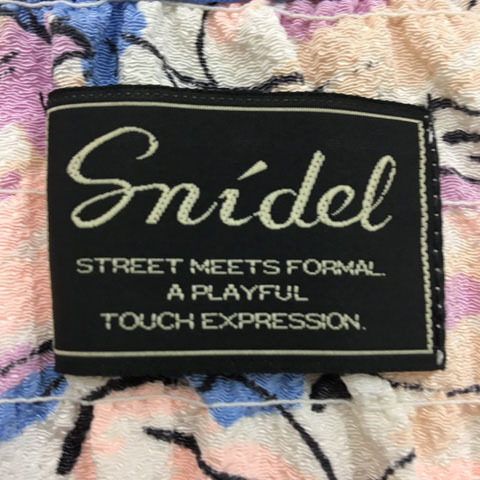 Snídel
STREET MEETS FORMAL.
A PLAYFUL
TOUCH EXPRESSION.